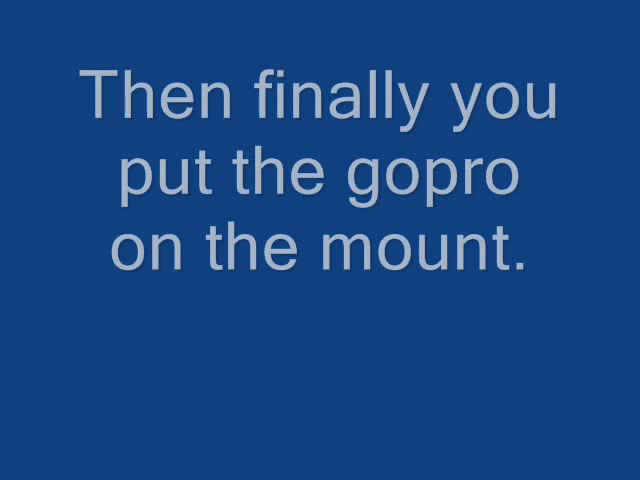 Then finally you
put the gopro
on the mount.